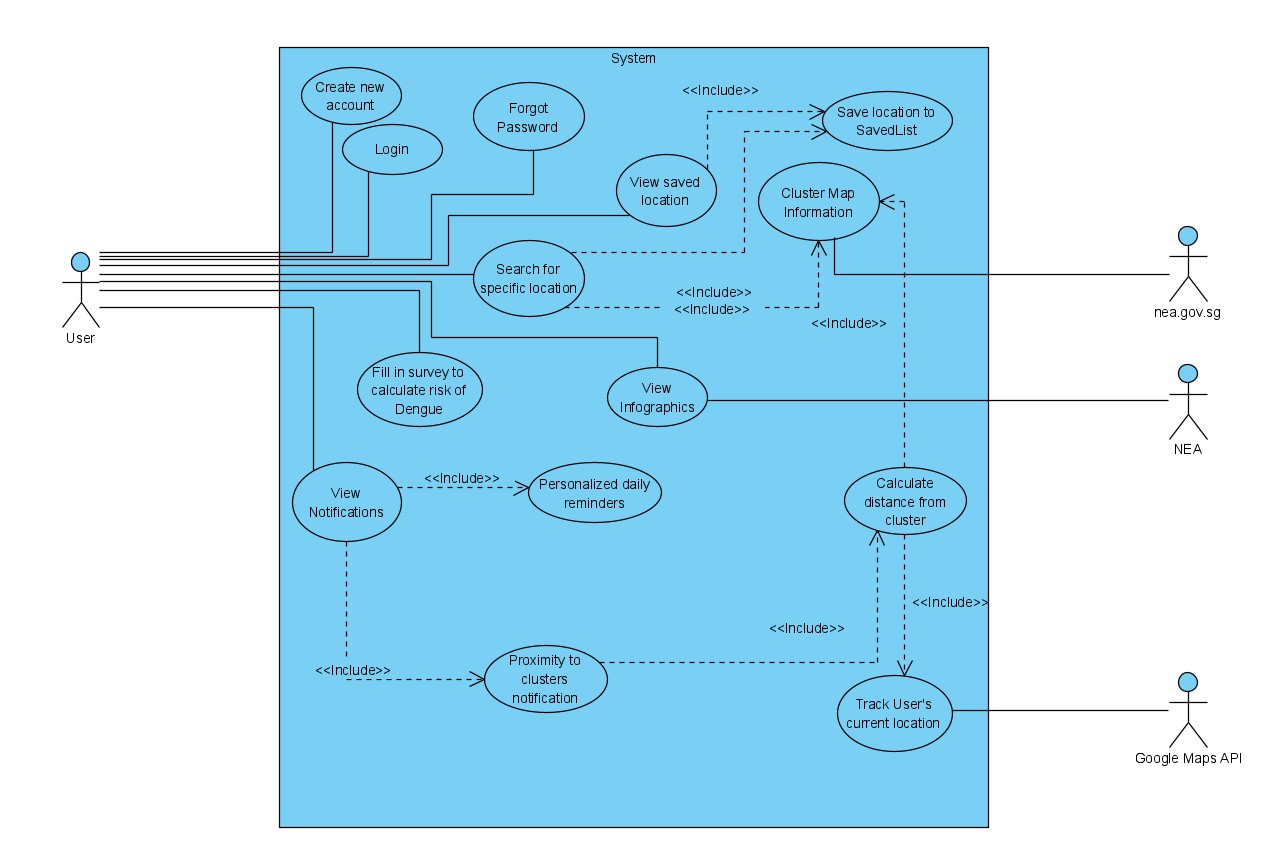 System
Create new
account
Login
Forgot
Password
<<Include>>
Save location to
SavedList
View saved
location
Cluster Map
Information
Search for
specific location
<<Include>>
<<Include>>
<<Include>>
User
nea.gov.sg
Fill in survey to
calculate risk of
Dengue
View
Infographics
NEA
View
Notifications
<<Include>>
Personalized daily
reminders
Calculate
distance from
cluster
<<Include>>
<<Include>>
<<Include>>
Proximity to
clusters
notification
Track User's
current location
Google Maps API